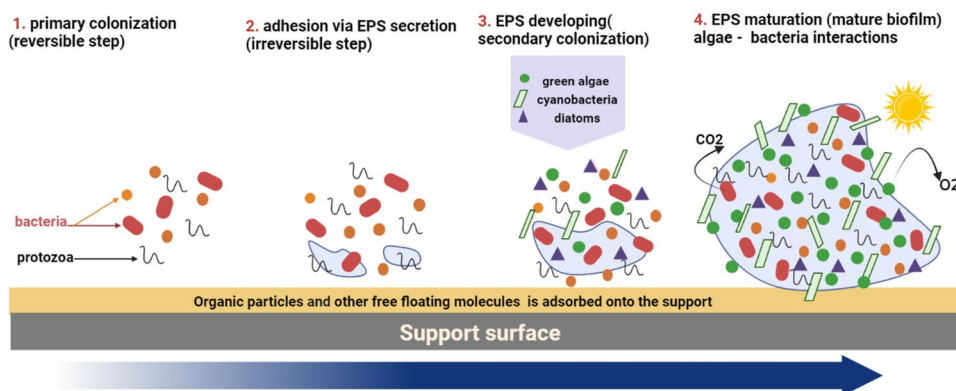 1. primary colonization
(reversible step)
2. adhesion via EPS secretion
(irreversible step)
3. EPS developing(
secondary colonization)
4. EPS maturation (mature biofilm)
algae - bacteria interactions
green algae
cyanobacteria
diatoms
CO2
O2
bacteria
protozoa
Organic particles and other free floating molecules is adsorbed onto the support
Support surface